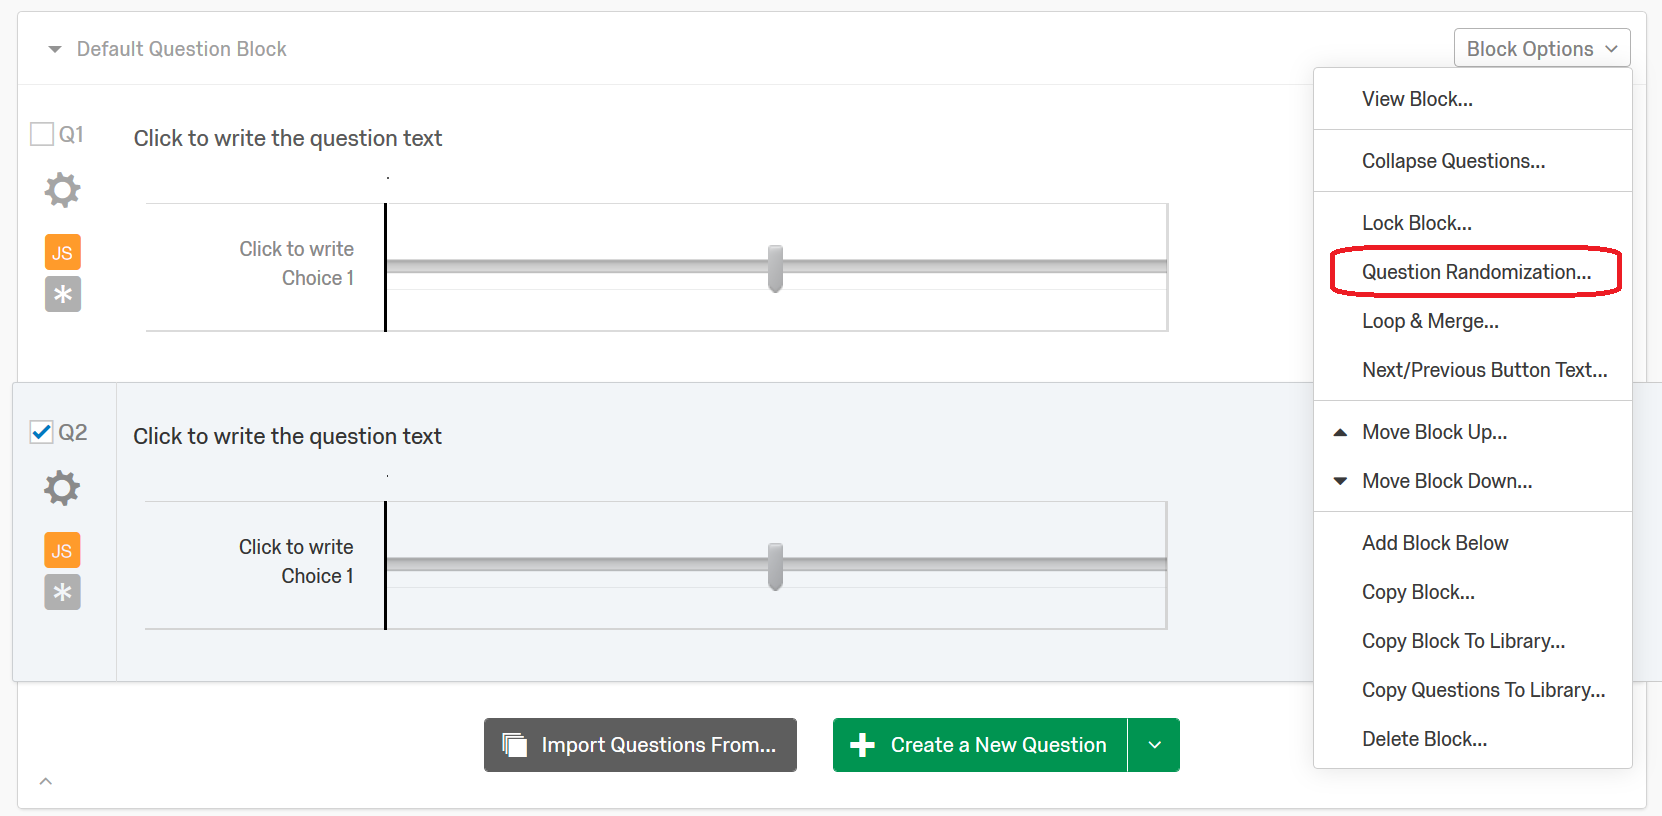 Default Question Block
Block Options
View Block...
Collapse Questions...
Lock Block...
Question Randomization...
Loop & Merge...
Next/Previous Button Text...
Move Block Up...
Move Block Down...
Add Block Below
Copy Block...
Copy Block To Library...
Copy Questions To Library...
Delete Block...
Q1
Click to write the question text
.
Click to write
Choice 1
JS
*
Q2
Click to write the question text
.
Click to write
Choice 1
JS
*
Import Questions From...
Create a New Question